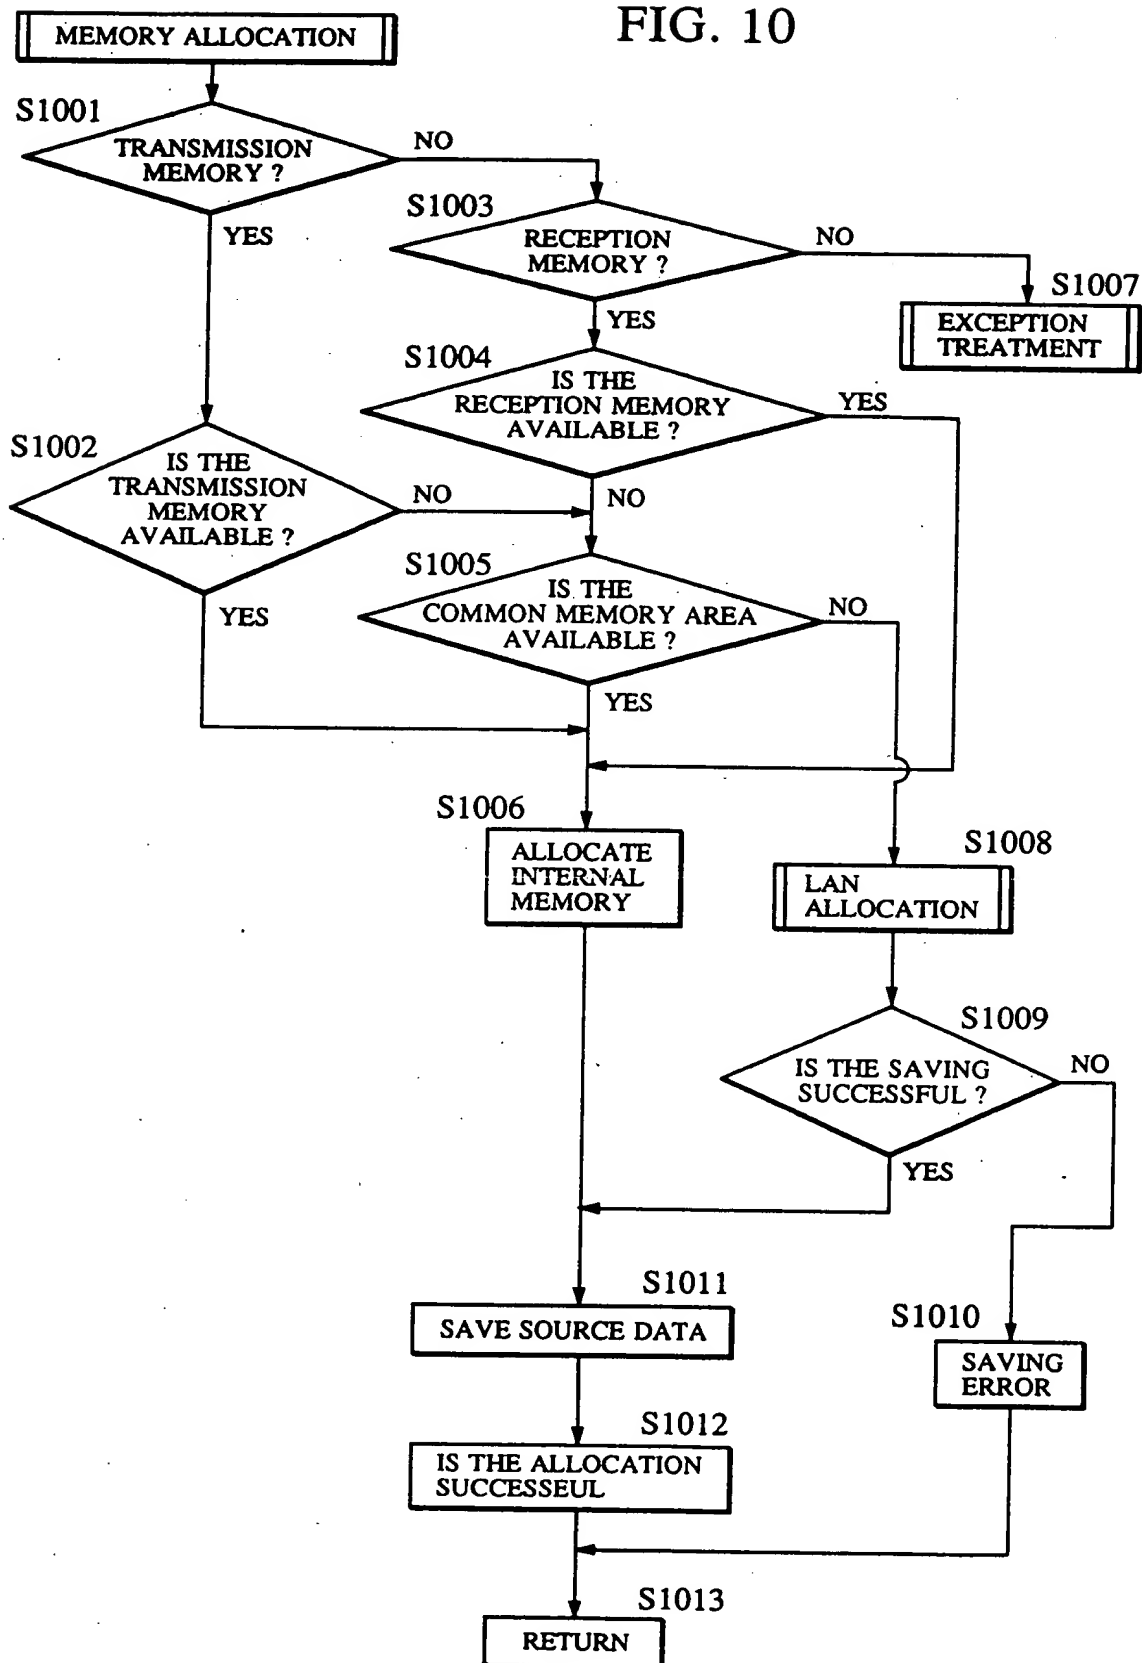 FIG. 10
MEMORY ALLOCATION
S1001
TRANSMISSION
MEMORY ?
NO
YES
S1003
RECEPTION
MEMORY ?
NO
YES
S1007
EXCEPTION
TREATMENT
S1004
IS THE
RECEPTION MEMORY
AVAILABLE ?
YES
NO
S1002
IS THE
TRANSMISSION
MEMORY
AVAILABLE ?
NO
YES
S1005
IS THE
COMMON MEMORY AREA
AVAILABLE ?
NO
YES
S1006
ALLOCATE
INTERNAL
MEMORY
S1008
LAN
ALLOCATION
S1009
IS THE SAVING
SUCCESSFUL ?
NO
YES
S1011
SAVE SOURCE DATA
S1010
SAVING
ERROR
S1012
IS THE ALLOCATION
SUCCESSEUL
S1013
RETURN